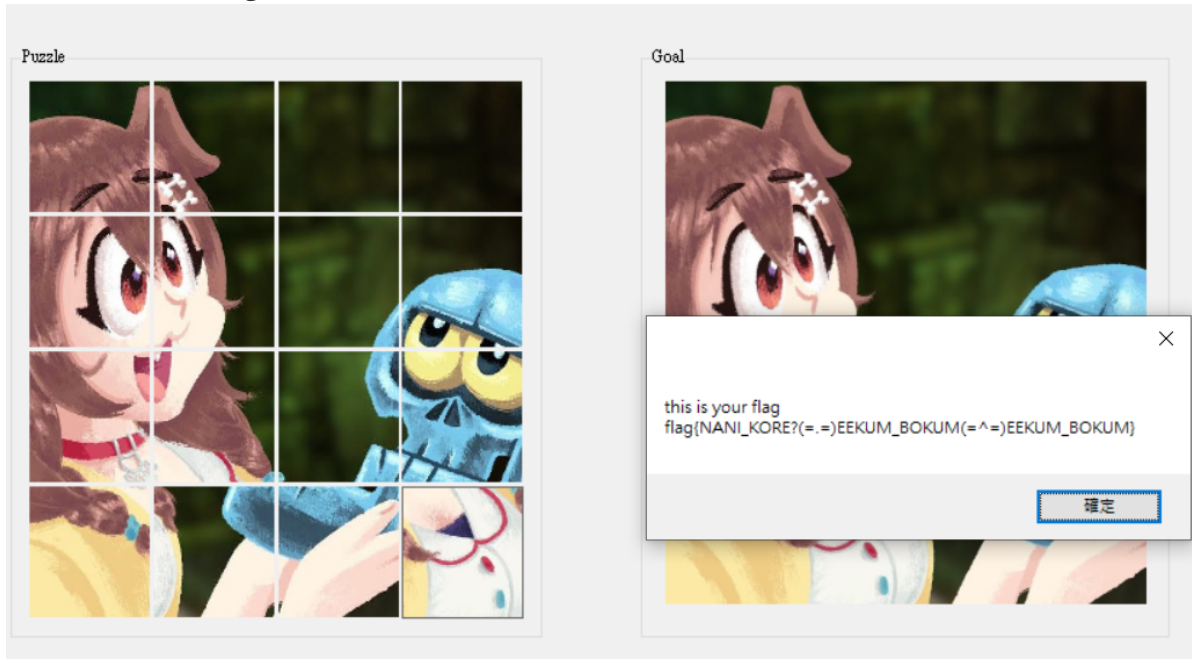 Puzzle
Goal
this is your flag
flag{NANI_KORE?(=.=)EEKUM_BOKUM(=^=)EEKUM_BOKUM}
確定